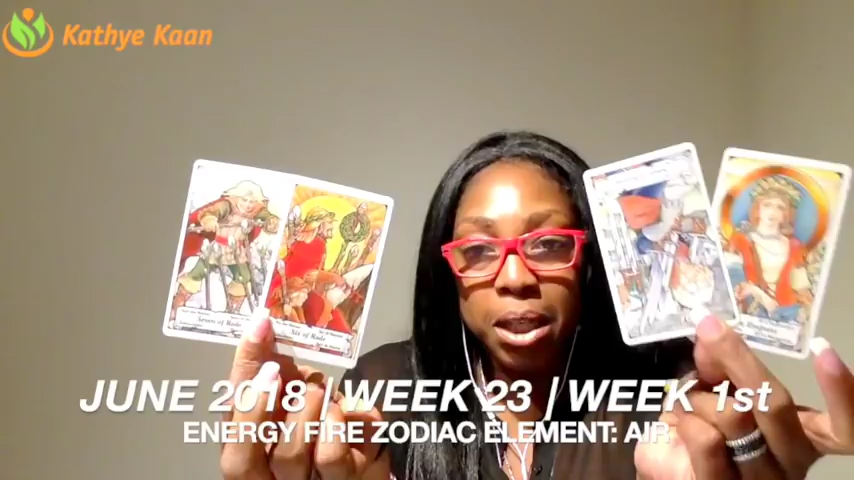 Kathye Kaan
Seven of Rods
Six of Rods
JUNE 2018 | WEEK 23 | WEEK 1st
ENERGY FIRE ZODIAC ELEMENT: AIR